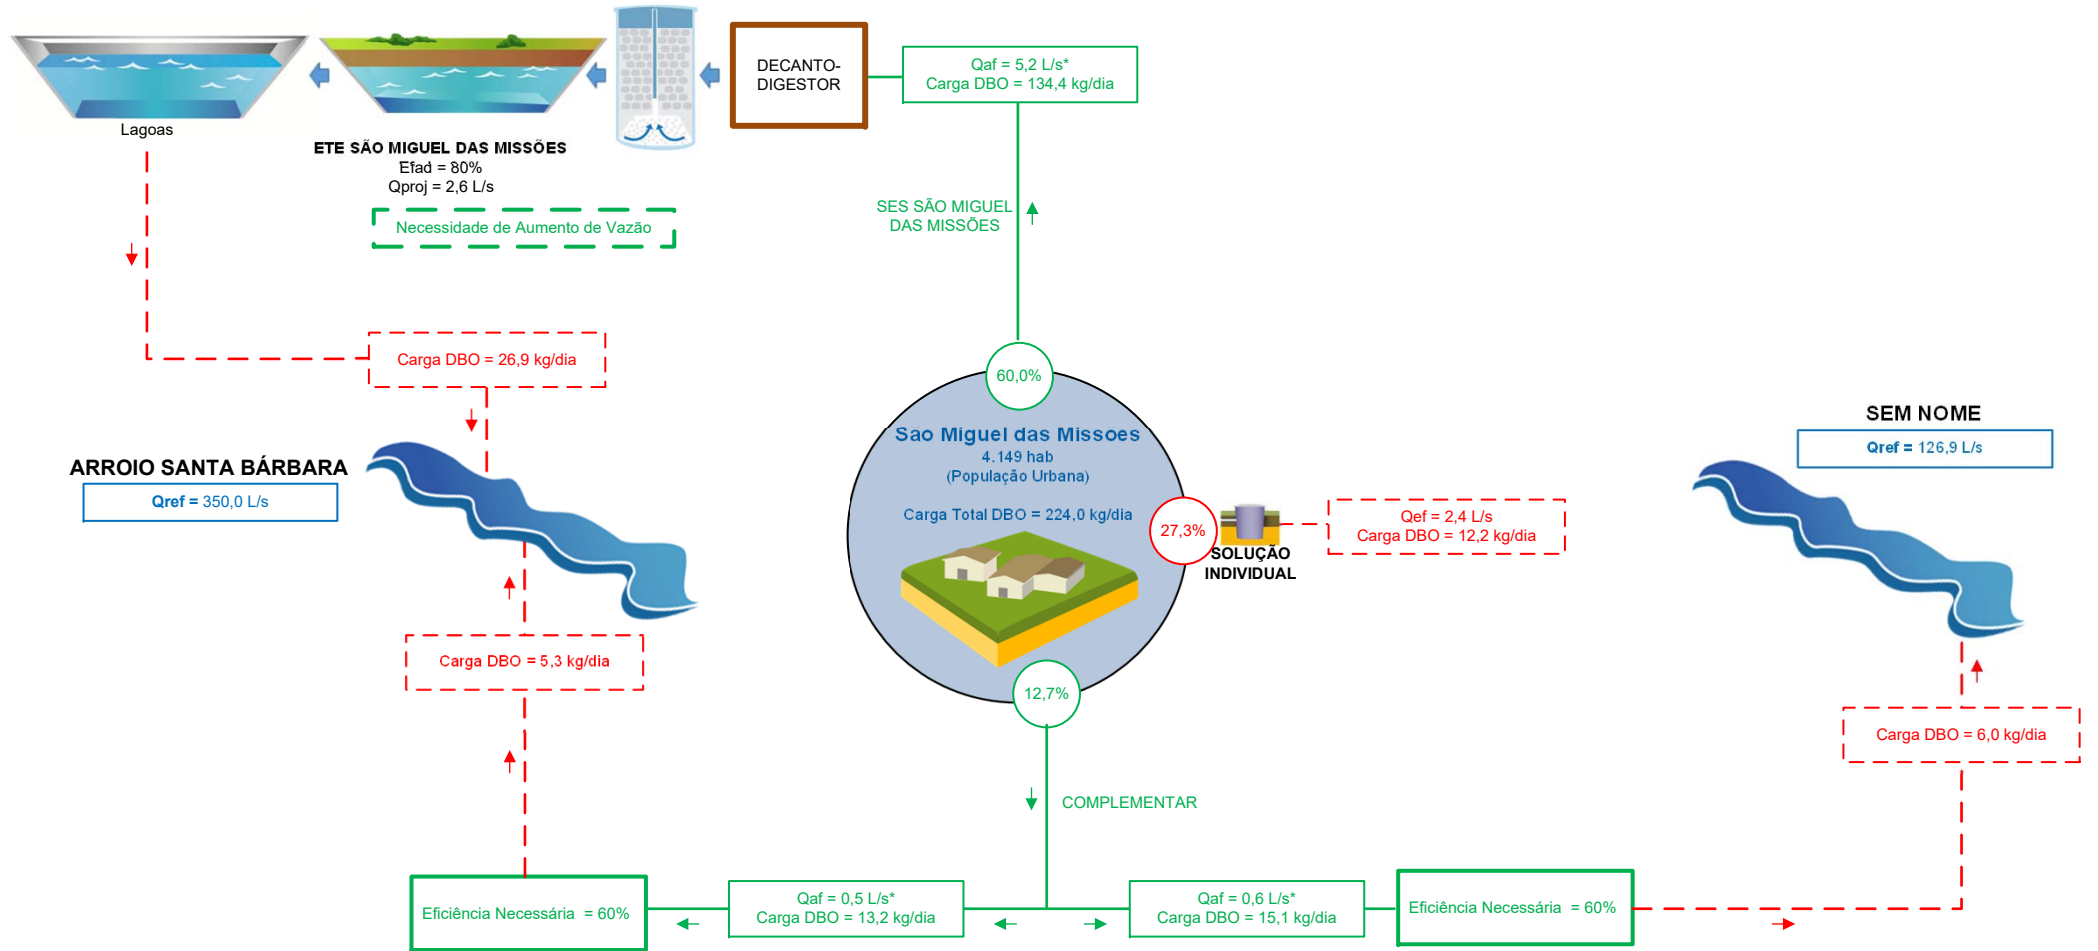 DECANTO-
DIGESTOR
Qaf = 5,2 L/s*
Carga DBO = 134,4 kg/dia
Lagoas
ETE SÃO MIGUEL DAS MISSÕES
Efad = 80%
Qproj = 2,6 L/s
Necessidade de Aumento de Vazão
SES SÃO MIGUEL
DAS MISSÕES
Carga DBO = 26,9 kg/dia
60,0%
ARROIO SANTA BÁRBARA
Qref = 350,0 L/s
São Miguel das Missões
4.149 hab
(População Urbana)
Carga Total DBO = 224,0 kg/dia
27,3%
SOLUÇÃO
INDIVIDUAL
Qef = 2,4 L/s
Carga DBO = 12,2 kg/dia
SEM NOME
Qref = 126,9 L/s
Carga DBO = 5,3 kg/dia
12,7%
Carga DBO = 6,0 kg/dia
COMPLEMENTAR
Eficiência Necessária = 60%
Qaf = 0,5 L/s*
Carga DBO = 13,2 kg/dia
Qaf = 0,6 L/s*
Carga DBO = 15,1 kg/dia
Eficiência Necessária = 60%